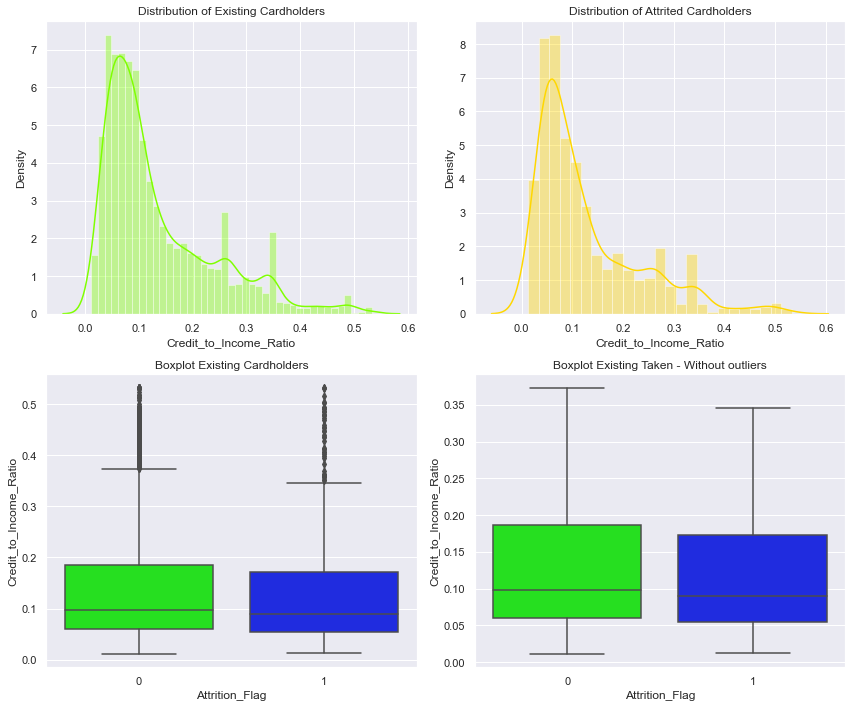 Distribution of Existing Cardholders
Density
7
6
5
4
3
2
1
0
0.0 0.1 0.2 0.3 0.4 0.5 0.6
Credit_to_Income_Ratio
Distribution of Attrited Cardholders
Density
8
7
6
5
4
3
2
1
0
0.0 0.1 0.2 0.3 0.4 0.5 0.6
Credit_to_Income_Ratio
Boxplot Existing Cardholders
Credit_to_Income_Ratio
0.5
0.4
0.3
0.2
0.1
0.0
0 1
Attrition_Flag
Boxplot Existing Taken - Without outliers
Credit_to_Income_Ratio
0.35
0.30
0.25
0.20
0.15
0.10
0.05
0.00
0 1
Attrition_Flag